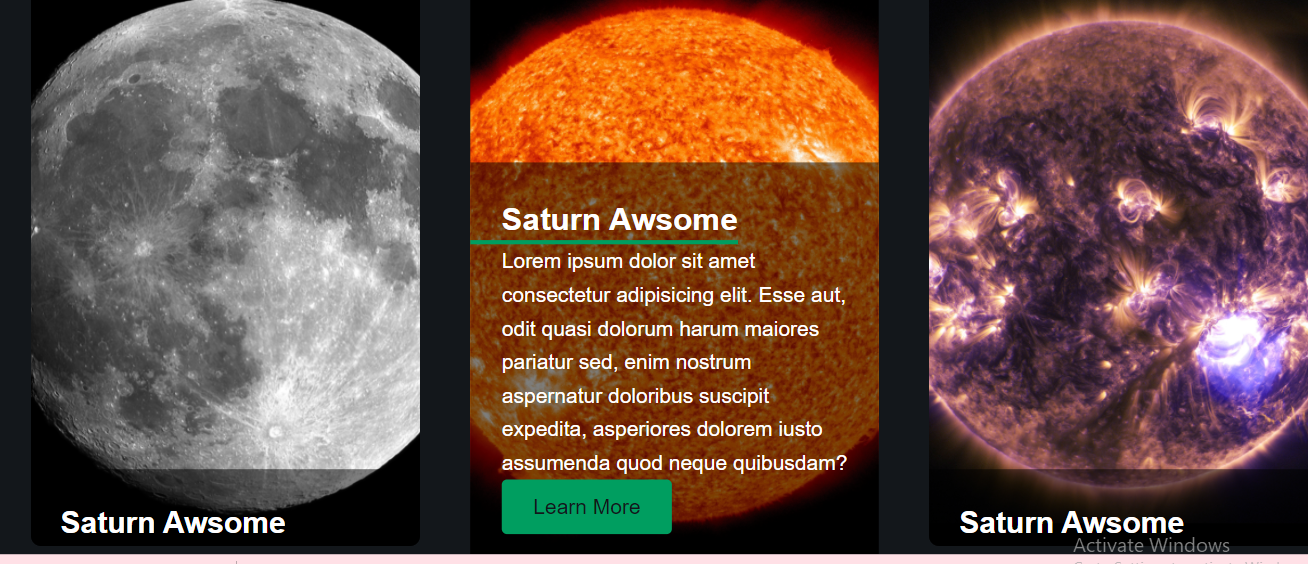 Saturn Awsome
Saturn Awsome
Lorem ipsum dolor sit amet
consectetur adipisicing elit. Esse aut,
odit quasi dolorum harum maiores
pariatur sed, enim nostrum
aspernatur doloribus suscipit
expedita, asperiores dolorem iusto
assumenda quod neque quibusdam?
Learn More
Saturn Awsome
Activate Windows